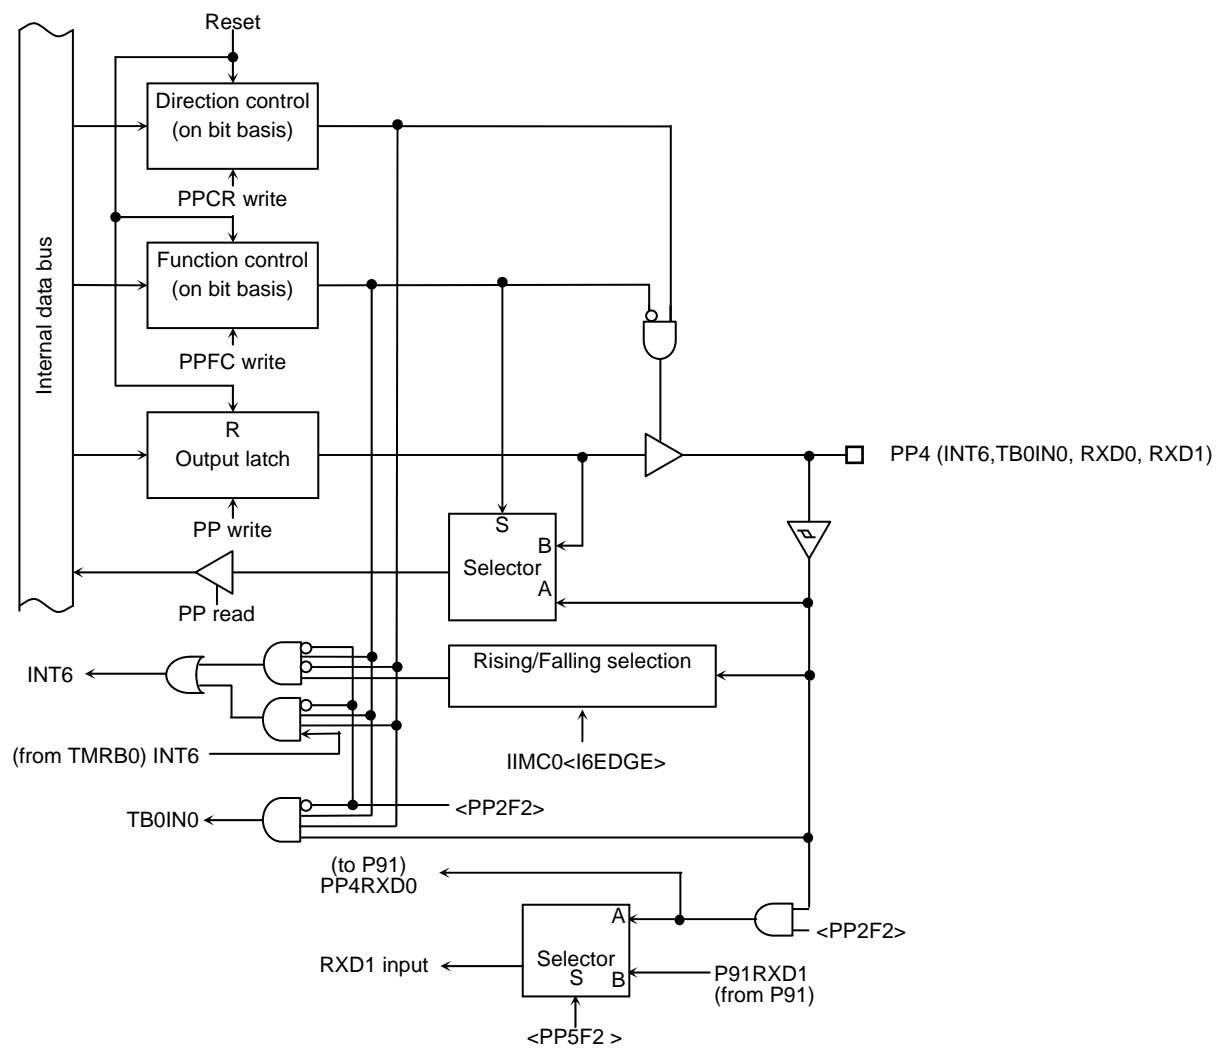 Reset
Direction control
(on bit basis)
PPCR write
Internal data bus
Function control
(on bit basis)
PPFC write
R
Output latch
PP write
PP4 (INT6,TB0IN0, RXD0, RXD1)
S
B
Selector
A
PP read
Rising/Falling selection
INT6
(from TMRB0) INT6
IIMC0<I6EDGE>
<PP2F2>
TB0IN0
(to P91)
PP4RXD0
A
<PP2F2>
RXD1 input
Selector
S
B
P91RXD1
(from P91)
<PP5F2 >